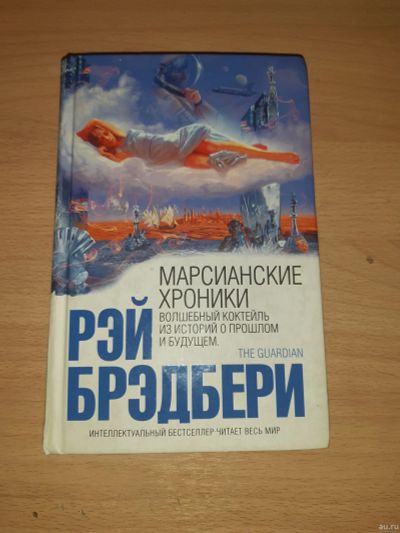 МАРСИАНСКИЕ
ХРОНИКИ
ВОЛШЕБНЫЙ КОКТЕЙЛЬ
ИЗ ИСТОРИЙ О ПРОШЛОМ
И БУДУЩЕМ.
THE GUARDIAN
РЭЙ
БРЭДБЕРИ
ИНТЕЛЛЕКТУАЛЬНЫЙ БЕСТСЕЛЛЕР ЧИТАЕТ ВЕСЬ МИР
au.ru